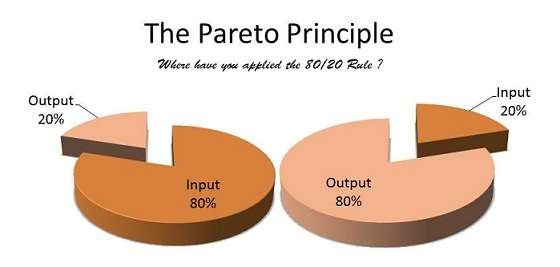 The Pareto Principle
Where have you applied the 80/20 Rule ?
Output
20%
Input
80%
Input
20%
Output
80%